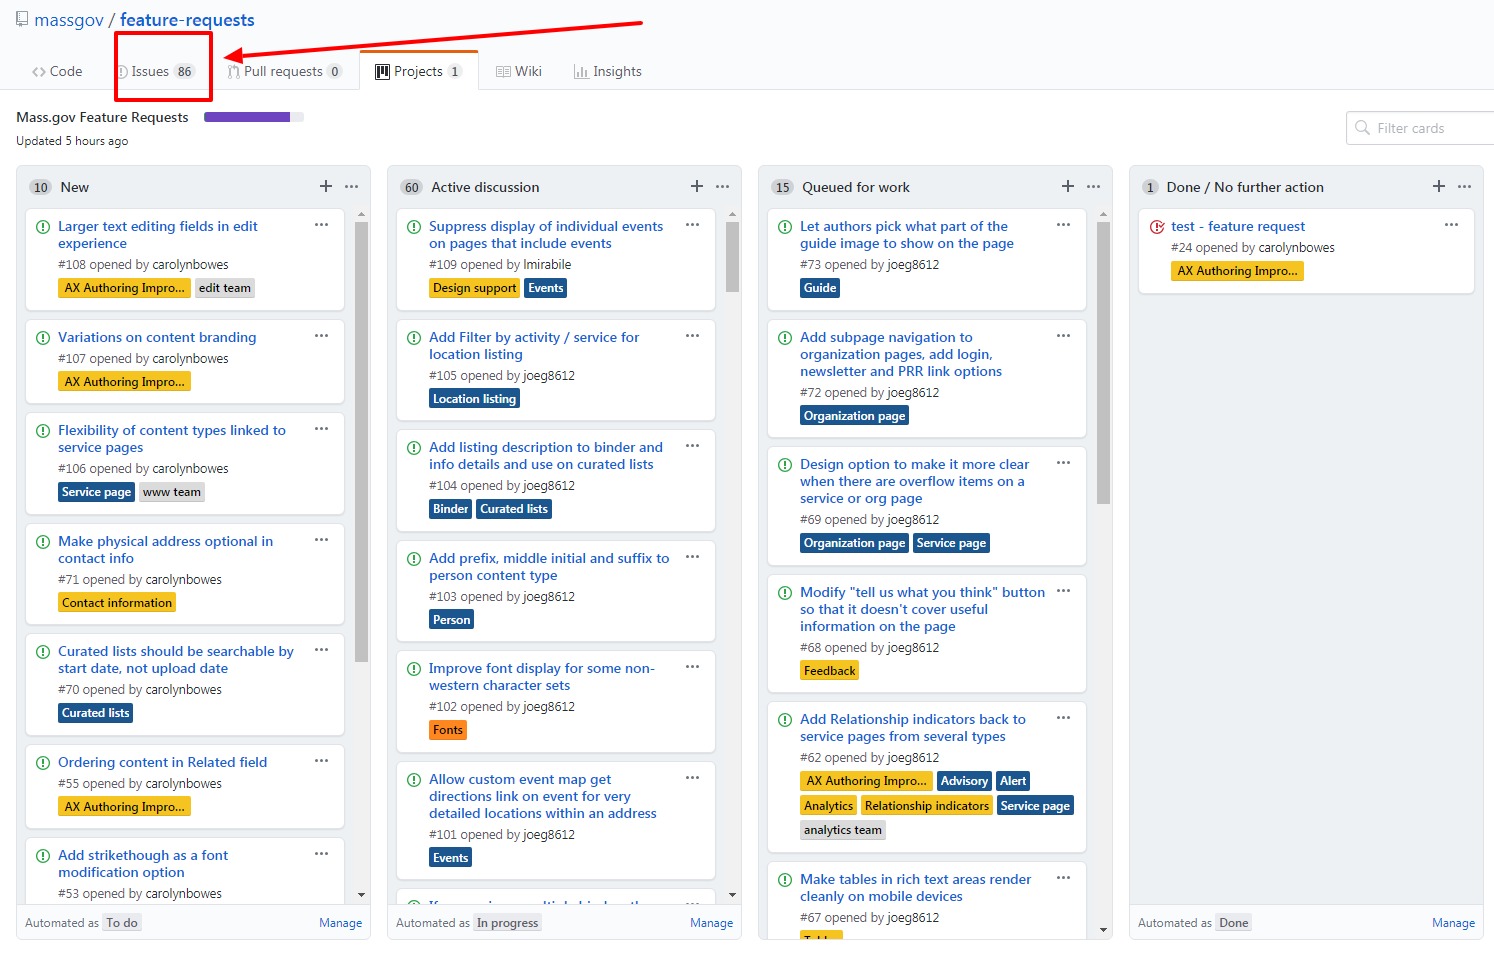 massgov / feature-requests
Code
Issues 86
Pull requests 0
Projects 1
Wiki
Insights
Mass.gov Feature Requests
Updated 5 hours ago
Filter cards
10 New
Larger text editing fields in edit
experience
#108 opened by carolynbowes
AX Authoring Impro... edit team
Variations on content branding
#107 opened by carolynbowes
AX Authoring Impro...
Flexibility of content types linked to
service pages
#106 opened by carolynbowes
Service page www team
Make physical address optional in
contact info
#71 opened by carolynbowes
Contact information
Curated lists should be searchable by
start date, not upload date
#70 opened by carolynbowes
Curated lists
Ordering content in Related field
#55 opened by carolynbowes
AX Authoring Impro...
Add strikethough as a font
modification option
#53 opened by carolynbowes
Automated as To do Manage
60 Active discussion
Suppress display of individual events
on pages that include events
#109 opened by lmirabile
Design support Events
Add Filter by activity / service for
location listing
#105 opened by joeg8612
Location listing
Add listing description to binder and
info details and use on curated lists
#104 opened by joeg8612
Binder Curated lists
Add prefix, middle initial and suffix to
person content type
#103 opened by joeg8612
Person
Improve font display for some non-
western character sets
#102 opened by joeg8612
Fonts
Allow custom event map get
directions link on event for very
detailed locations within an address
#101 opened by joeg8612
Events
Automated as In progress Manage
15 Queued for work
Let authors pick what part of the
guide image to show on the page
#73 opened by joeg8612
Guide
Add subpage navigation to
organization pages, add login,
newsletter and PRR link options
#72 opened by joeg8612
Organization page
Design option to make it more clear
when there are overflow items on a
service or org page
#69 opened by joeg8612
Organization page Service page
Modify "tell us what you think" button
so that it doesn't cover useful
information on the page
#68 opened by joeg8612
Feedback
Add Relationship indicators back to
service pages from several types
#62 opened by joeg8612
AX Authoring Impro... Advisory Alert
Analytics Relationship indicators Service page
analytics team
Make tables in rich text areas render
cleanly on mobile devices
#67 opened by joeg8612
1 Done / No further action
test - feature request
#24 opened by carolynbowes
AX Authoring Impro...
Automated as Done Manage